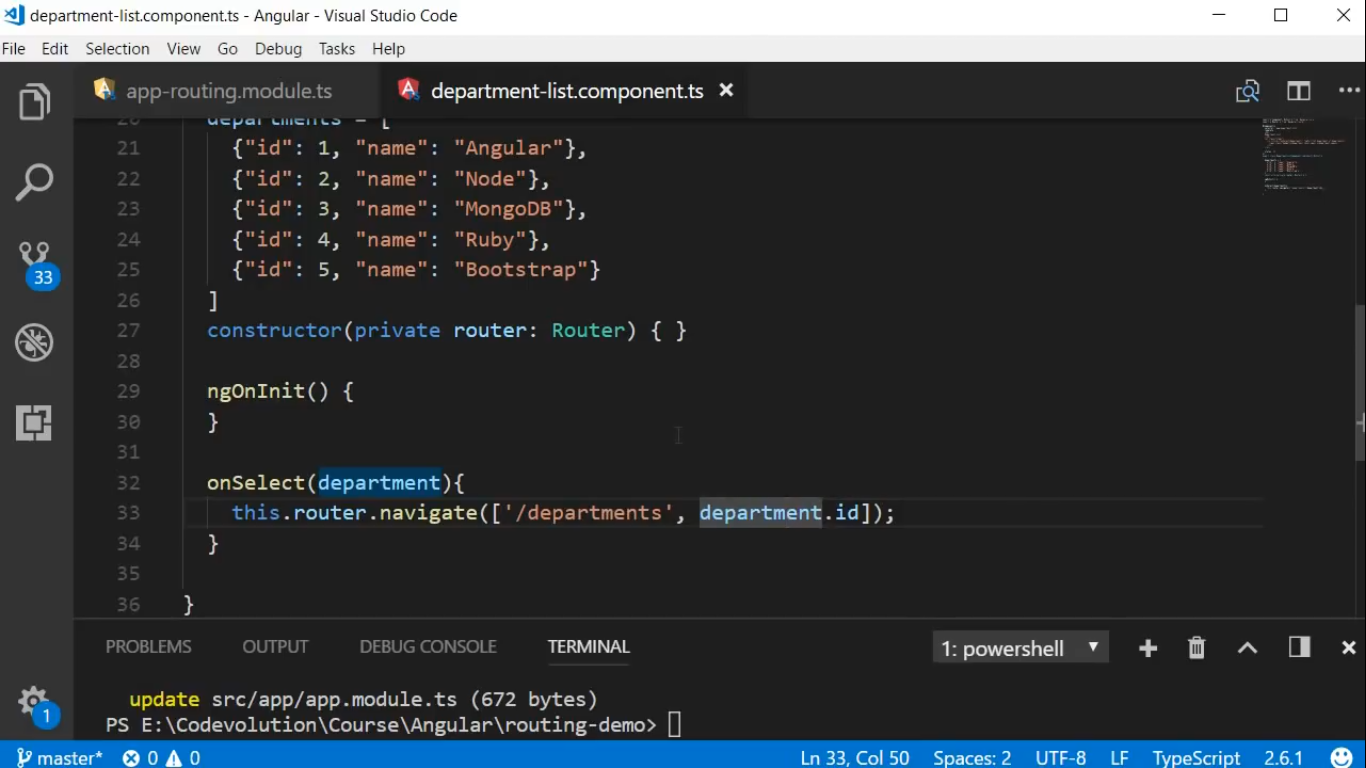 department-list.component.ts - Angular - Visual Studio Code
File Edit Selection View Go Debug Tasks Help
app-routing.module.ts department-list.component.ts
20 departments = [
21 {"id": 1, "name": "Angular"},
22 {"id": 2, "name": "Node"},
23 {"id": 3, "name": "MongoDB"},
24 {"id": 4, "name": "Ruby"},
25 {"id": 5, "name": "Bootstrap"}
26 ]
27 constructor(private router: Router) { }
28
29 ngOnInit() {
30 }
31
32 onSelect(department){
33 this.router.navigate(['/departments', department.id]);
34 }
35
36 }
33
PROBLEMS OUTPUT DEBUG CONSOLE TERMINAL 1: powershell
update src/app/app.module.ts (672 bytes)
PS E:\Codevolution\Course\Angular\routing-demo>
1
master* 0 0 Ln 33, Col 50 Spaces: 2 UTF-8 LF TypeScript 2.6.1